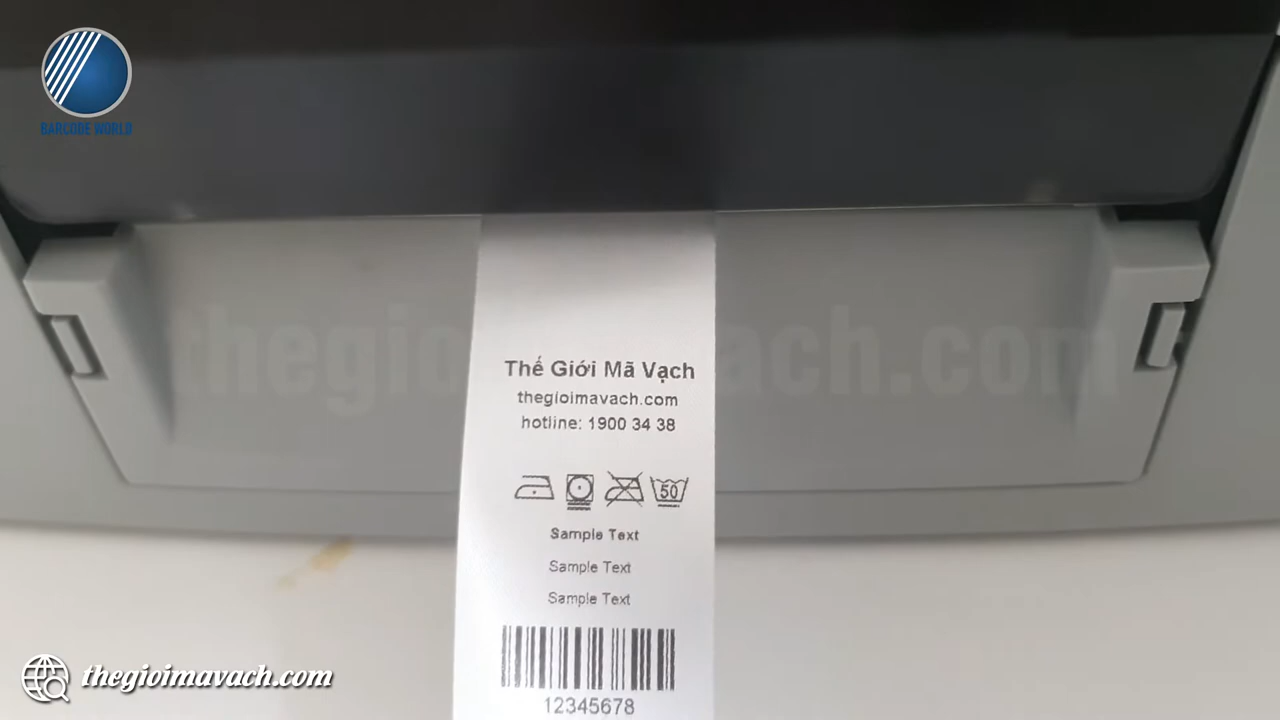 BARCODE WORLD
thegioimavach.com
Thế Giới Mã Vạch
thegioimavach.com
hotline: 1900 34 38
50
Sample Text
Sample Text
Sample Text
12345678
thegioimavach.com